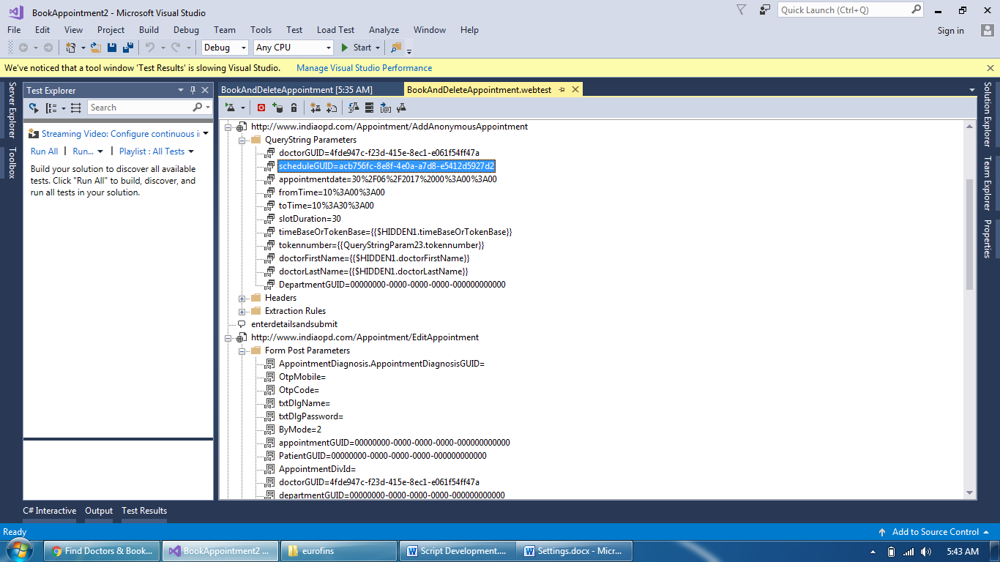 BookAppointment2 - Microsoft Visual Studio
Quick Launch (Ctrl+Q)
File Edit View Project Build Debug Team Tools Test Load Test Analyze Window Help
Sign in
Debug Any CPU Start
We've noticed that a tool window 'Test Results' is slowing Visual Studio. Manage Visual Studio Performance
Server Explorer
Toolbox
Test Explorer
Search
Streaming Video: Configure continuous i
Run All | Run... | Playlist : All Tests
Build your solution to discover all available
tests. Click "Run All" to build, discover, and
run all tests in your solution.
BookAndDeleteAppointment [5:35 AM] BookAndDeleteAppointment.webtest
http://www.indiaopd.com/Appointment/AddAnonymousAppointment
QueryString Parameters
doctorGUID=4fde947c-f23d-415e-8ec1-e061f54ff47a
scheduleGUID=acb756fc-8e8f-4e0a-a7d8-e5412d5927d2
appointmentdate=30%2F06%2F2017%2000%3A00%3A00
fromTime=10%3A00%3A00
toTime=10%3A30%3A00
slotDuration=30
timeBaseOrTokenBase={{$HIDDEN1.timeBaseOrTokenBase}}
tokennumber={{QueryStringParam23.tokennumber}}
doctorFirstName={{$HIDDEN1.doctorFirstName}}
doctorLastName={{$HIDDEN1.doctorLastName}}
DepartmentGUID=00000000-0000-0000-0000-000000000000
Headers
Extraction Rules
enterdetailsandsubmit
http://www.indiaopd.com/Appointment/EditAppointment
Form Post Parameters
AppointmentDiagnosis.AppointmentDiagnosisGUID=
OtpMobile=
OtpCode=
txtDlgName=
txtDlgPassword=
ByMode=2
appointmentGUID=00000000-0000-0000-0000-000000000000
PatientGUID=00000000-0000-0000-0000-000000000000
AppointmentDivId=
doctorGUID=4fde947c-f23d-415e-8ec1-e061f54ff47a
departmentGUID=00000000-0000-0000-0000-000000000000
Solution Explorer
Team Explorer
Properties
C# Interactive Output Test Results
Ready
Add to Source Control
Find Doctors & Book... BookAppointment2 ... eurofins Script Development.... Settings.docx - Micr... 5:43 AM